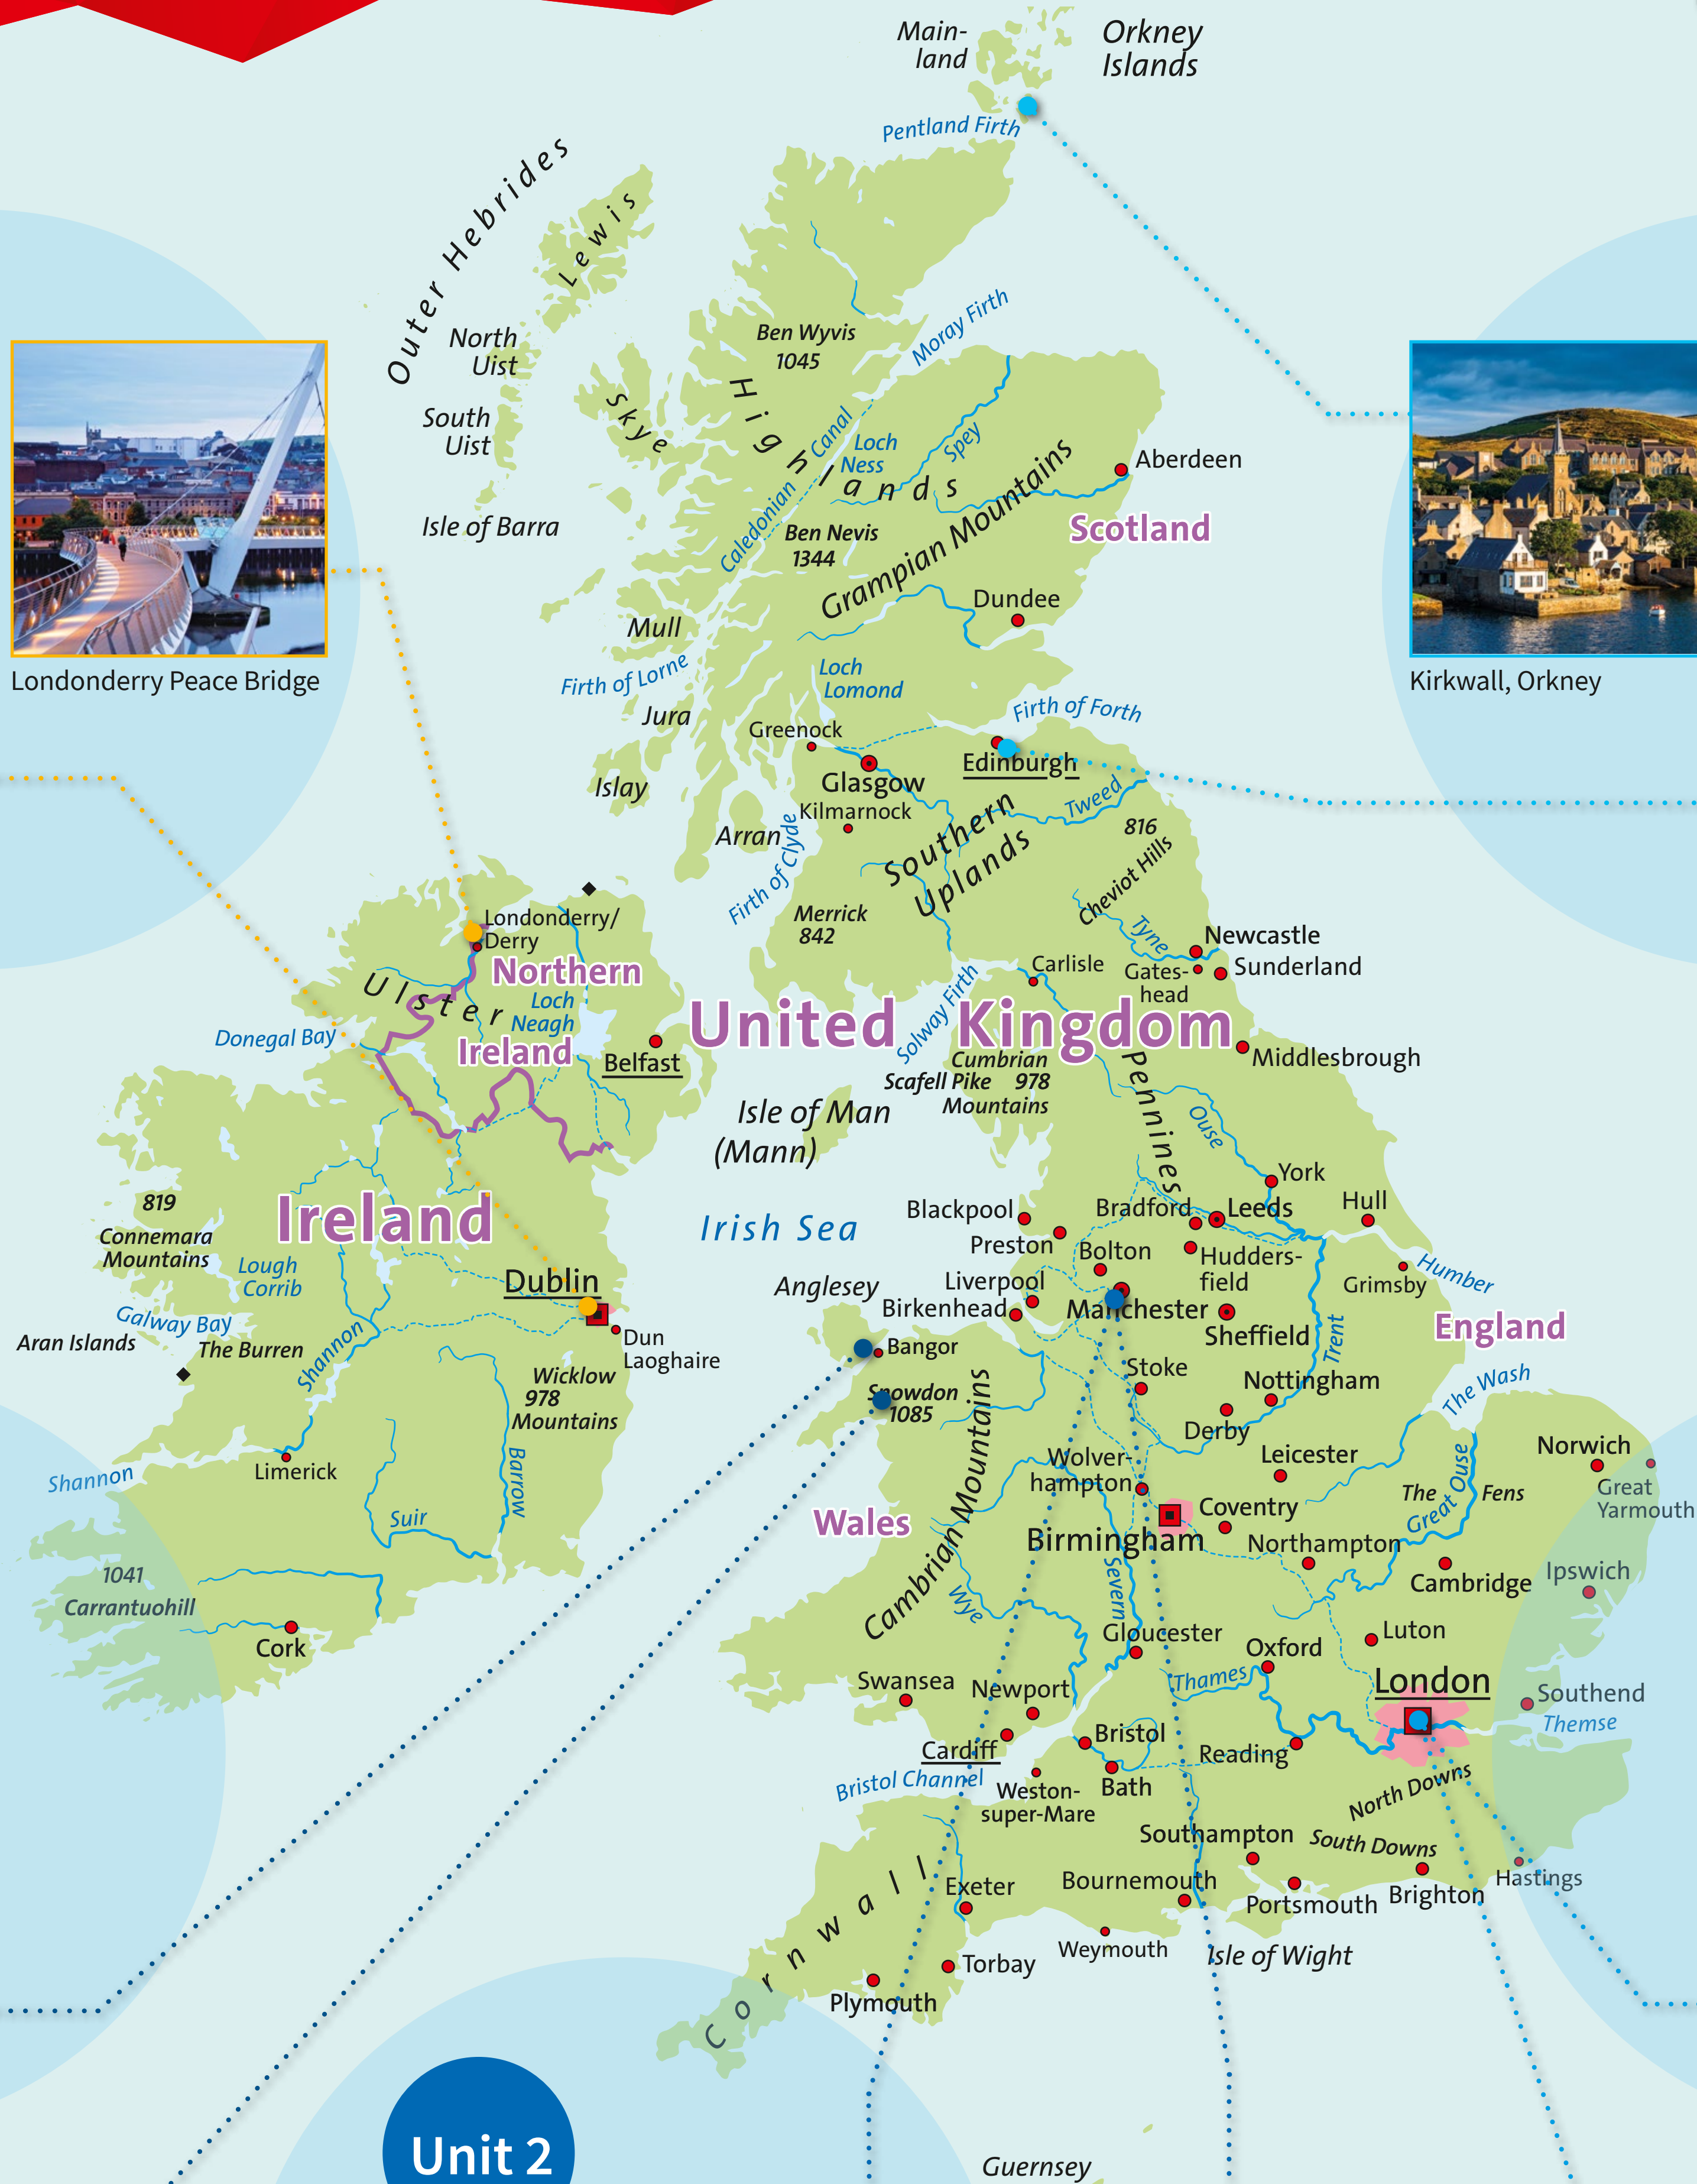 Main-
land
Orkney
Islands
Pentland Firth
Outer Hebrides
Lewis
North
Uist
South
Uist
Isle of Barra
Skye
Ben Wyvis
1045
Moray Firth
Highlands
Caledonian Canal
Loch
Ness
Spey
Aberdeen
Scotland
Ben Nevis
1344
Grampian Mountains
Dundee
Londonderry Peace Bridge
Kirkwall, Orkney
Mull
Firth of Lorne
Jura
Loch
Lomond
Firth of Forth
Greenock
Glasgow
Edinburgh
Islay
Kilmarnock
Arran
Firth of Clyde
Southern
Uplands
Tweed
816
Cheviot Hills
Merrick
842
Londonderry/
Derry
Northern
Ireland
Ulster
Loch
Neagh
Belfast
Donegal Bay
Tyne
Newcastle
Gates-
head
Sunderland
Carlisle
Solway Firth
United Kingdom
Middlesbrough
Cumbrian
Scafell Pike 978
Mountains
Pennines
Isle of Man
(Mann)
Ouse
York
Ireland
819
Connemara
Mountains
Lough
Corrib
Galway Bay
Aran Islands
The Burren
Shannon
Dublin
Dun
Laoghaire
Wicklow
978
Mountains
Irish Sea
Blackpool
Preston
Bradford
Leeds
Hull
Bolton
Hudders-
field
Liverpool
Birkenhead
Manchester
Sheffield
Grimsby
Humber
Anglesey
Bangor
Snowdon
1085
England
Trent
Stoke
Nottingham
Derby
The Wash
Leicester
Limerick
Shannon
Barrow
Suir
1041
Carrantuohill
Cork
Wales
Cambrian Mountains
Wolver-
hampton
Birmingham
Coventry
Northampton
The Fens
Great Ouse
Norwich
Great
Yarmouth
Cambridge
Ipswich
Severn
Wye
Gloucester
Oxford
Luton
Swansea
Newport
Thames
London
Southend
Themse
Cardiff
Bristol
Reading
Bristol Channel
Weston-
super-Mare
Bath
North Downs
Southampton
South Downs
Hastings
Cornwall
Exeter
Bournemouth
Portsmouth
Brighton
Weymouth
Isle of Wight
Torbay
Plymouth
Unit 2
Guernsey